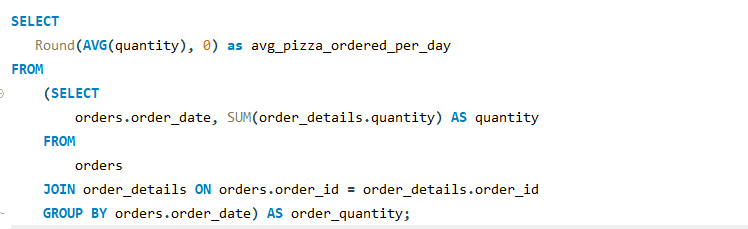 SELECT
Round(AVG(quantity), 0) as avg_pizza_ordered_per_day
FROM
(SELECT
orders.order_date, SUM(order_details.quantity) AS quantity
FROM
orders
JOIN order_details ON orders.order_id = order_details.order_id
GROUP BY orders.order_date) AS order_quantity;